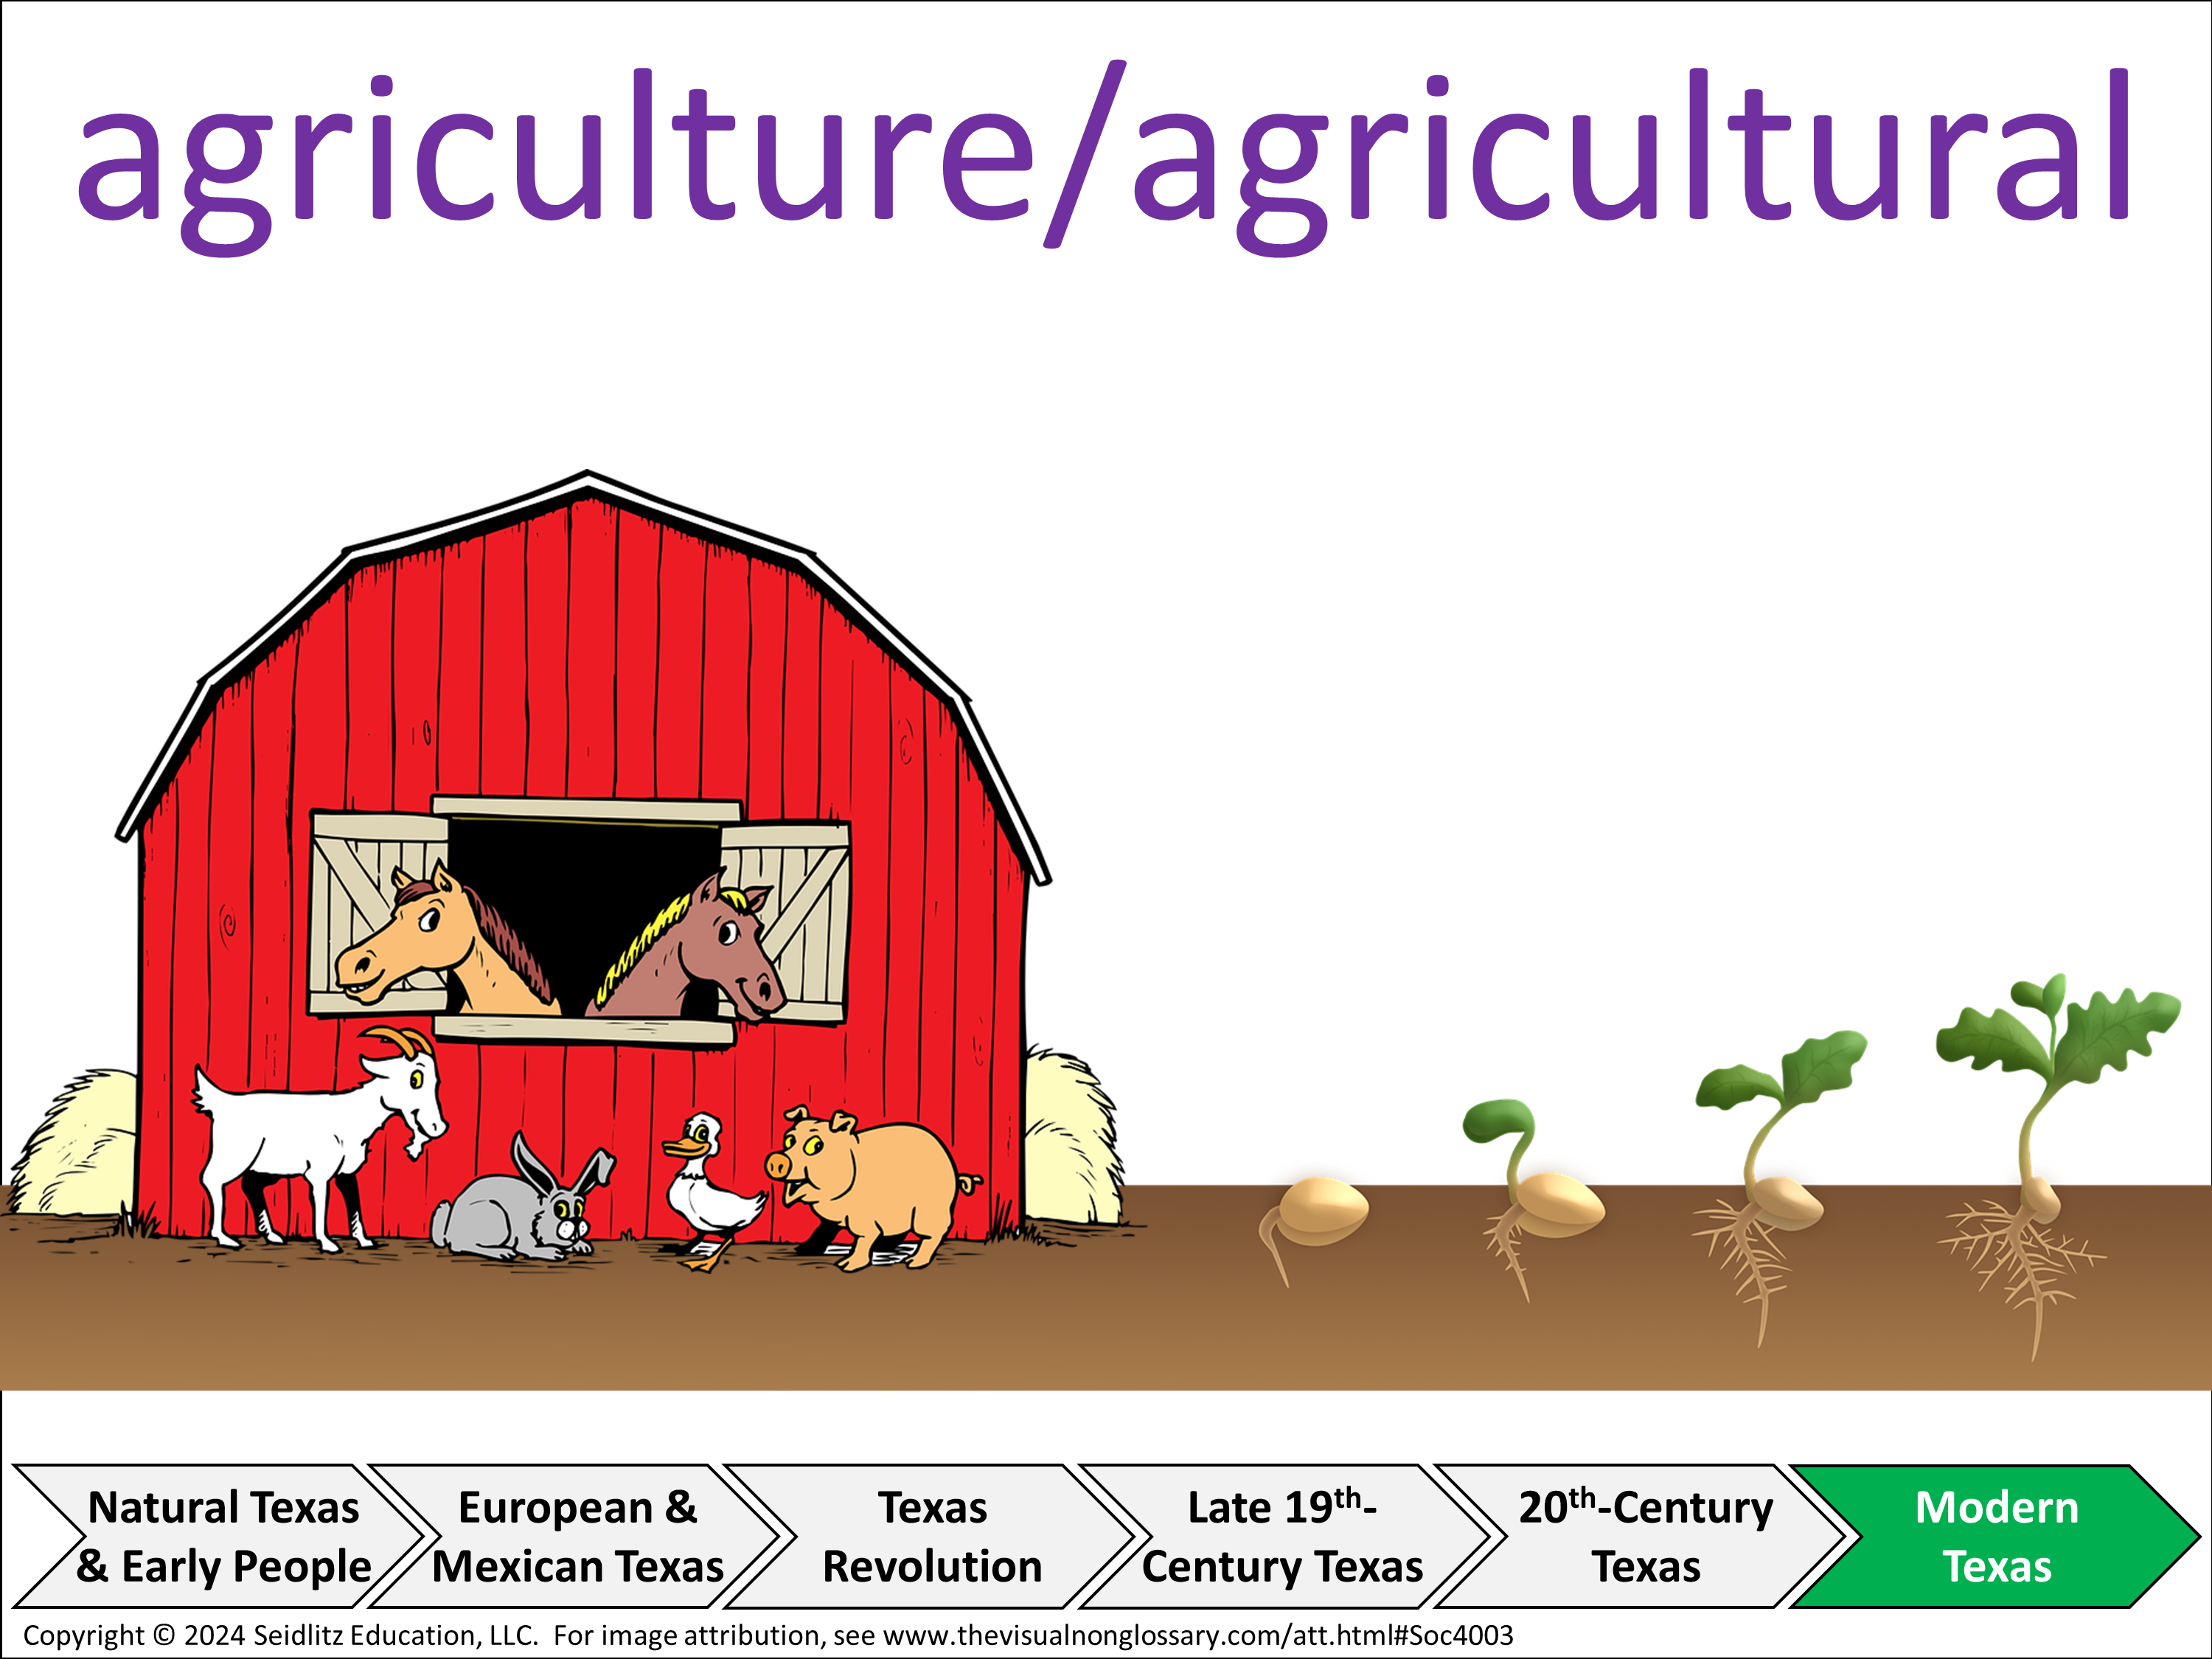 agriculture/agricultural
Natural Texas
& Early People
European &
Mexican Texas
Texas
Revolution
Late 19th-
Century Texas
20th-Century
Texas
Modern
Texas
Copyright © 2024 Seidlitz Education, LLC.  For image attribution, see www.thevisualnonglossary.com/att.html#Soc4003